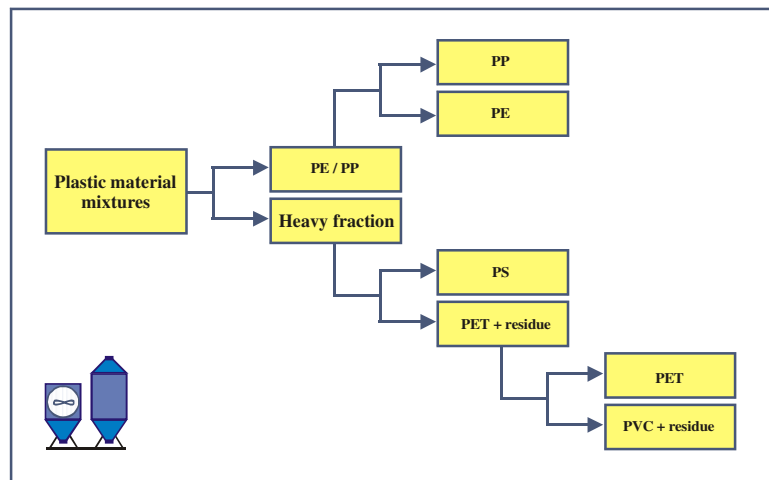 PP
PE
Plastic material
mixtures
PE / PP
Heavy fraction
PS
PET + residue
PET
PVC + residue